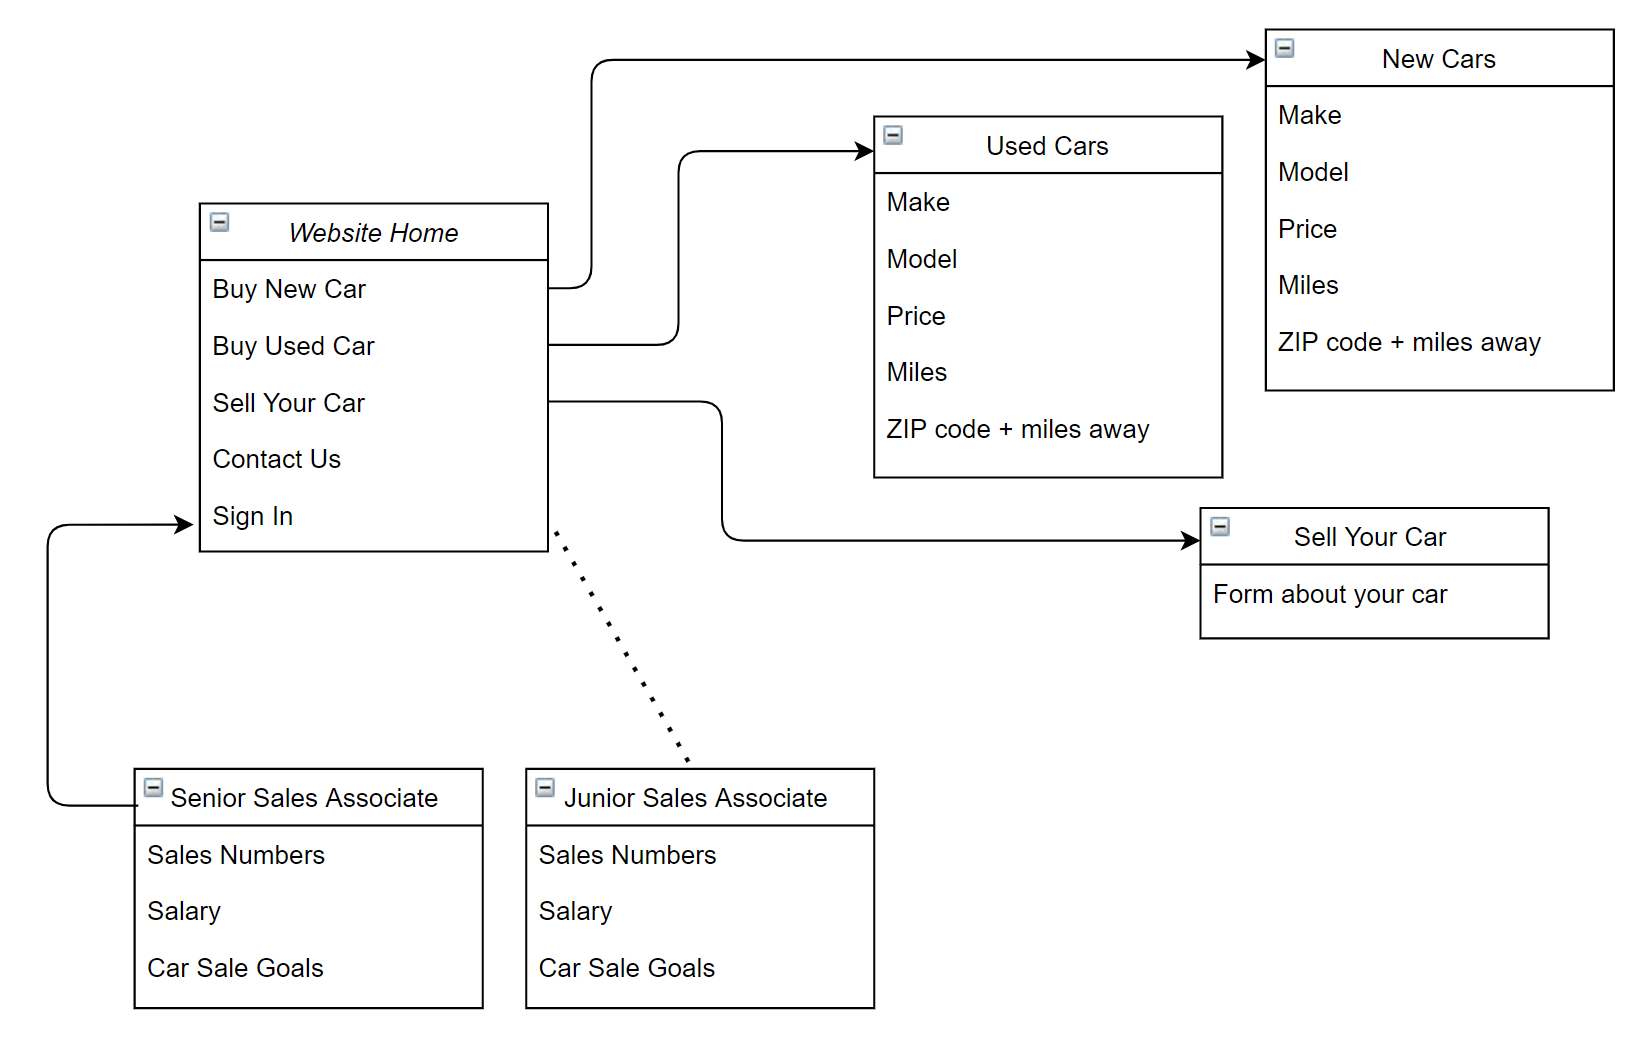 New Cars
Make
Model
Price
Miles
ZIP code + miles away
Used Cars
Make
Model
Price
Miles
ZIP code + miles away
Website Home
Buy New Car
Buy Used Car
Sell Your Car
Contact Us
Sign In
Sell Your Car
Form about your car
Senior Sales Associate
Sales Numbers
Salary
Car Sale Goals
Junior Sales Associate
Sales Numbers
Salary
Car Sale Goals